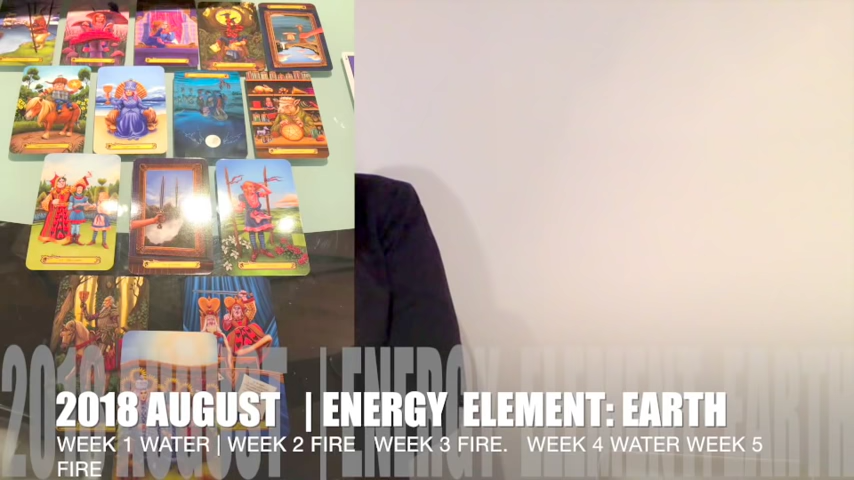 2018 AUGUST | ENERGY ELEMENT: EARTH
WEEK 1 WATER | WEEK 2 FIRE WEEK 3 FIRE. WEEK 4 WATER WEEK 5
FIRE